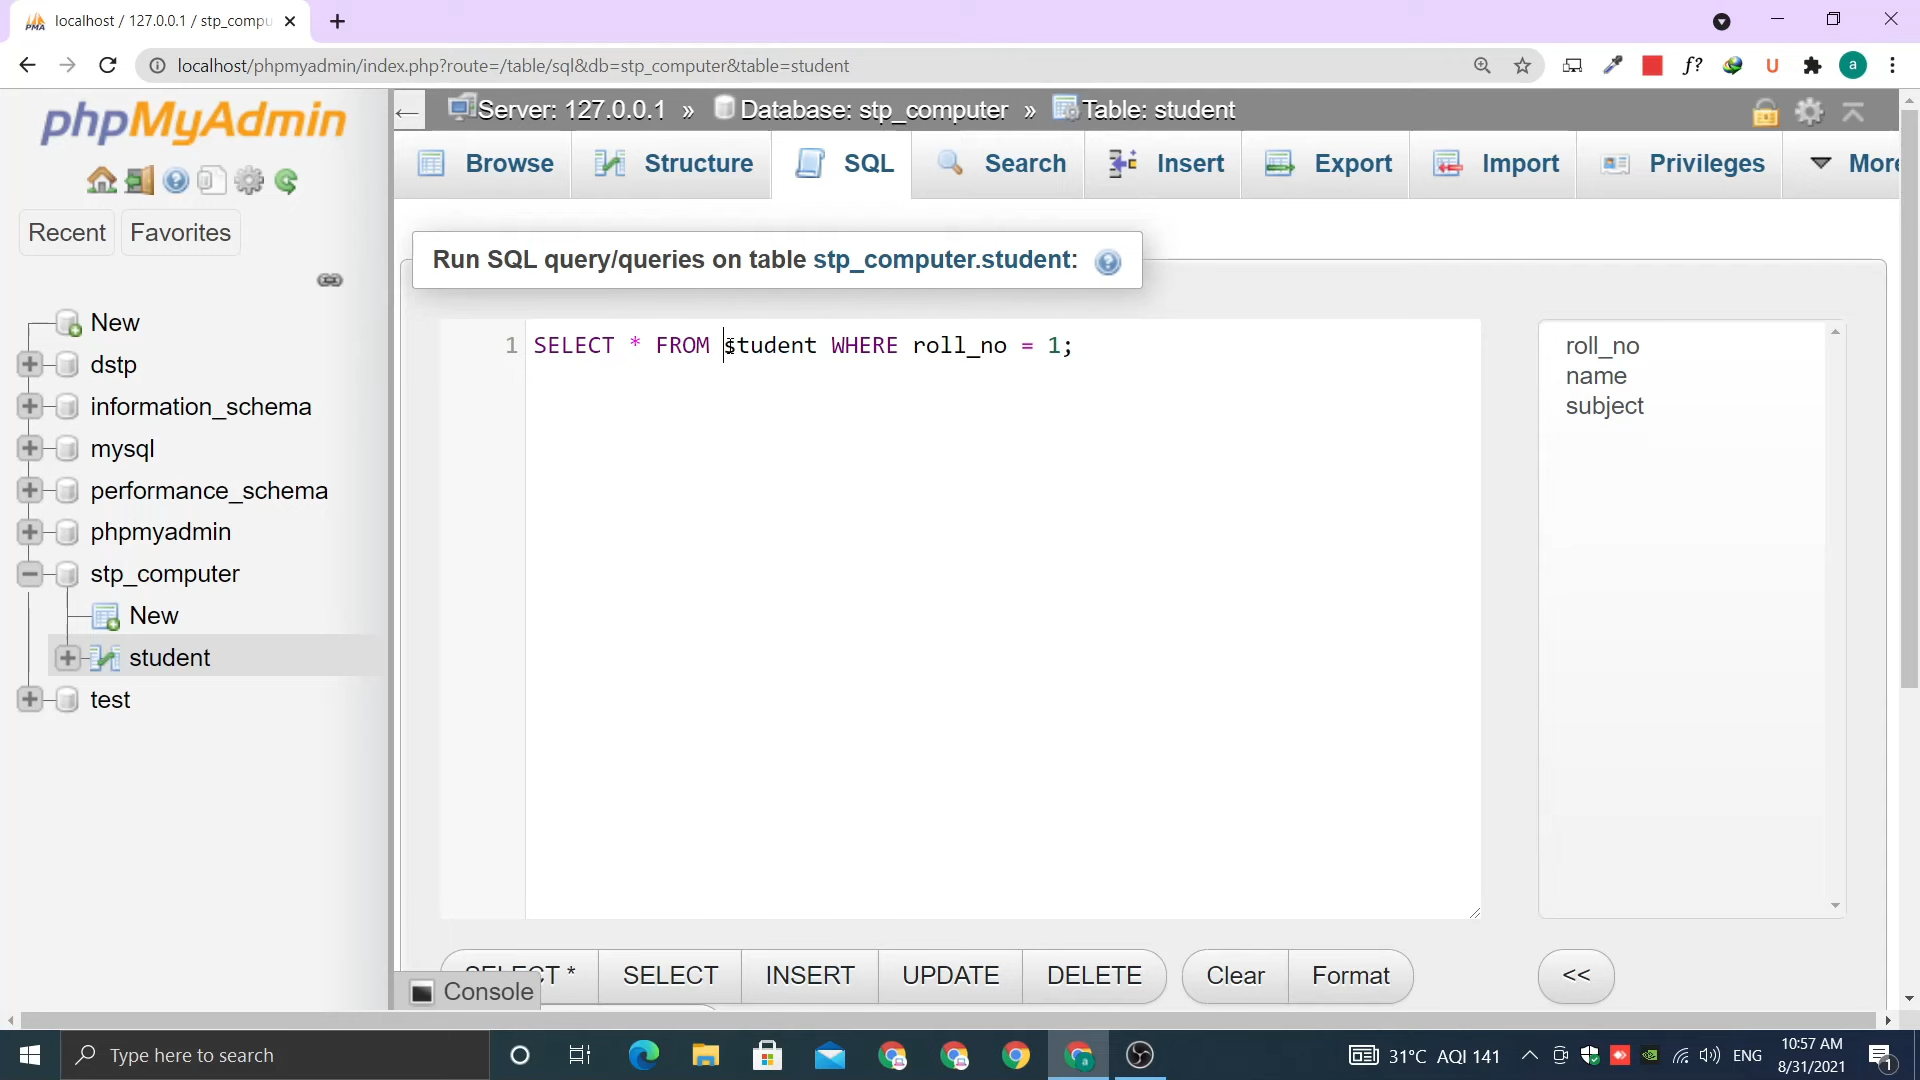 localhost / 127.0.0.1 / stp_compu
localhost/phpmyadmin/index.php?route=/table/sql&db=stp_computer&table=student
f?
U
a
phpMyAdmin
Recent
Favorites
New
dstp
information_schema
mysql
performance_schema
phpmyadmin
stp_computer
New
student
test
Server: 127.0.0.1 » Database: stp_computer » Table: student
Browse
Structure
SQL
Search
Insert
Export
Import
Privileges
More
Run SQL query/queries on table stp_computer.student:
1 SELECT * FROM student WHERE roll_no = 1;
roll_no
name
subject
SELECT *
SELECT
INSERT
UPDATE
DELETE
Clear
Format
<<
Console
Type here to search
31°C AQI 141
ENG
10:57 AM
8/31/2021
1